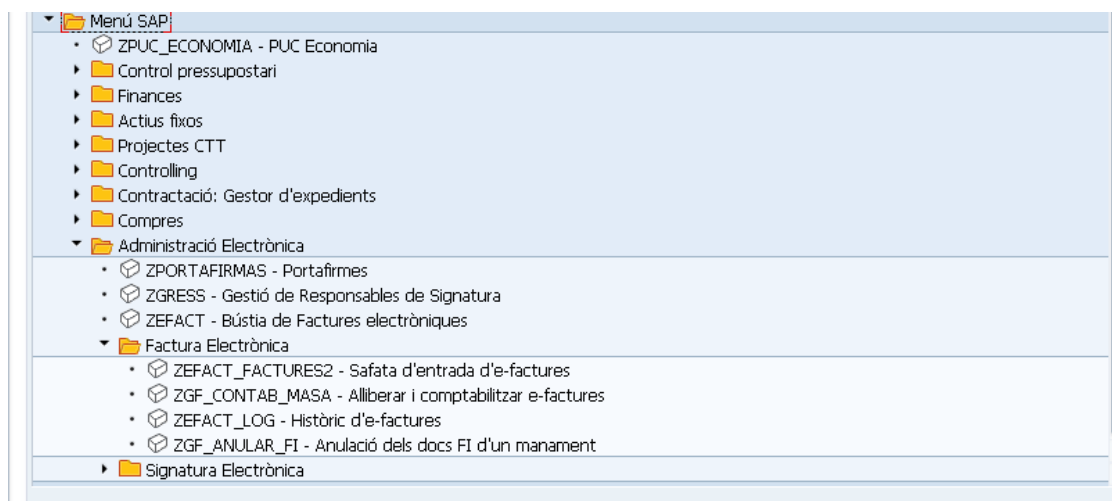 Menú SAP
ZPUC_ECONOMIA - PUC Economia
Control pressupostari
Finances
Actius fixos
Projectes CTT
Controlling
Contractació: Gestor d'expedients
Compres
Administració Electrònica
ZPORTAFIRMAS - Portafirmes
ZGRESS - Gestió de Responsables de Signatura
ZEFACT - Bústia de Factures electròniques
Factura Electrònica
ZEFACT_FACTURES2 - Safata d'entrada d'e-factures
ZGF_CONTAB_MASA - Alliberar i comptabilitzar e-factures
ZEFACT_LOG - Històric d'e-factures
ZGF_ANULAR_FI - Anulació dels docs FI d'un manament
Signatura Electrònica